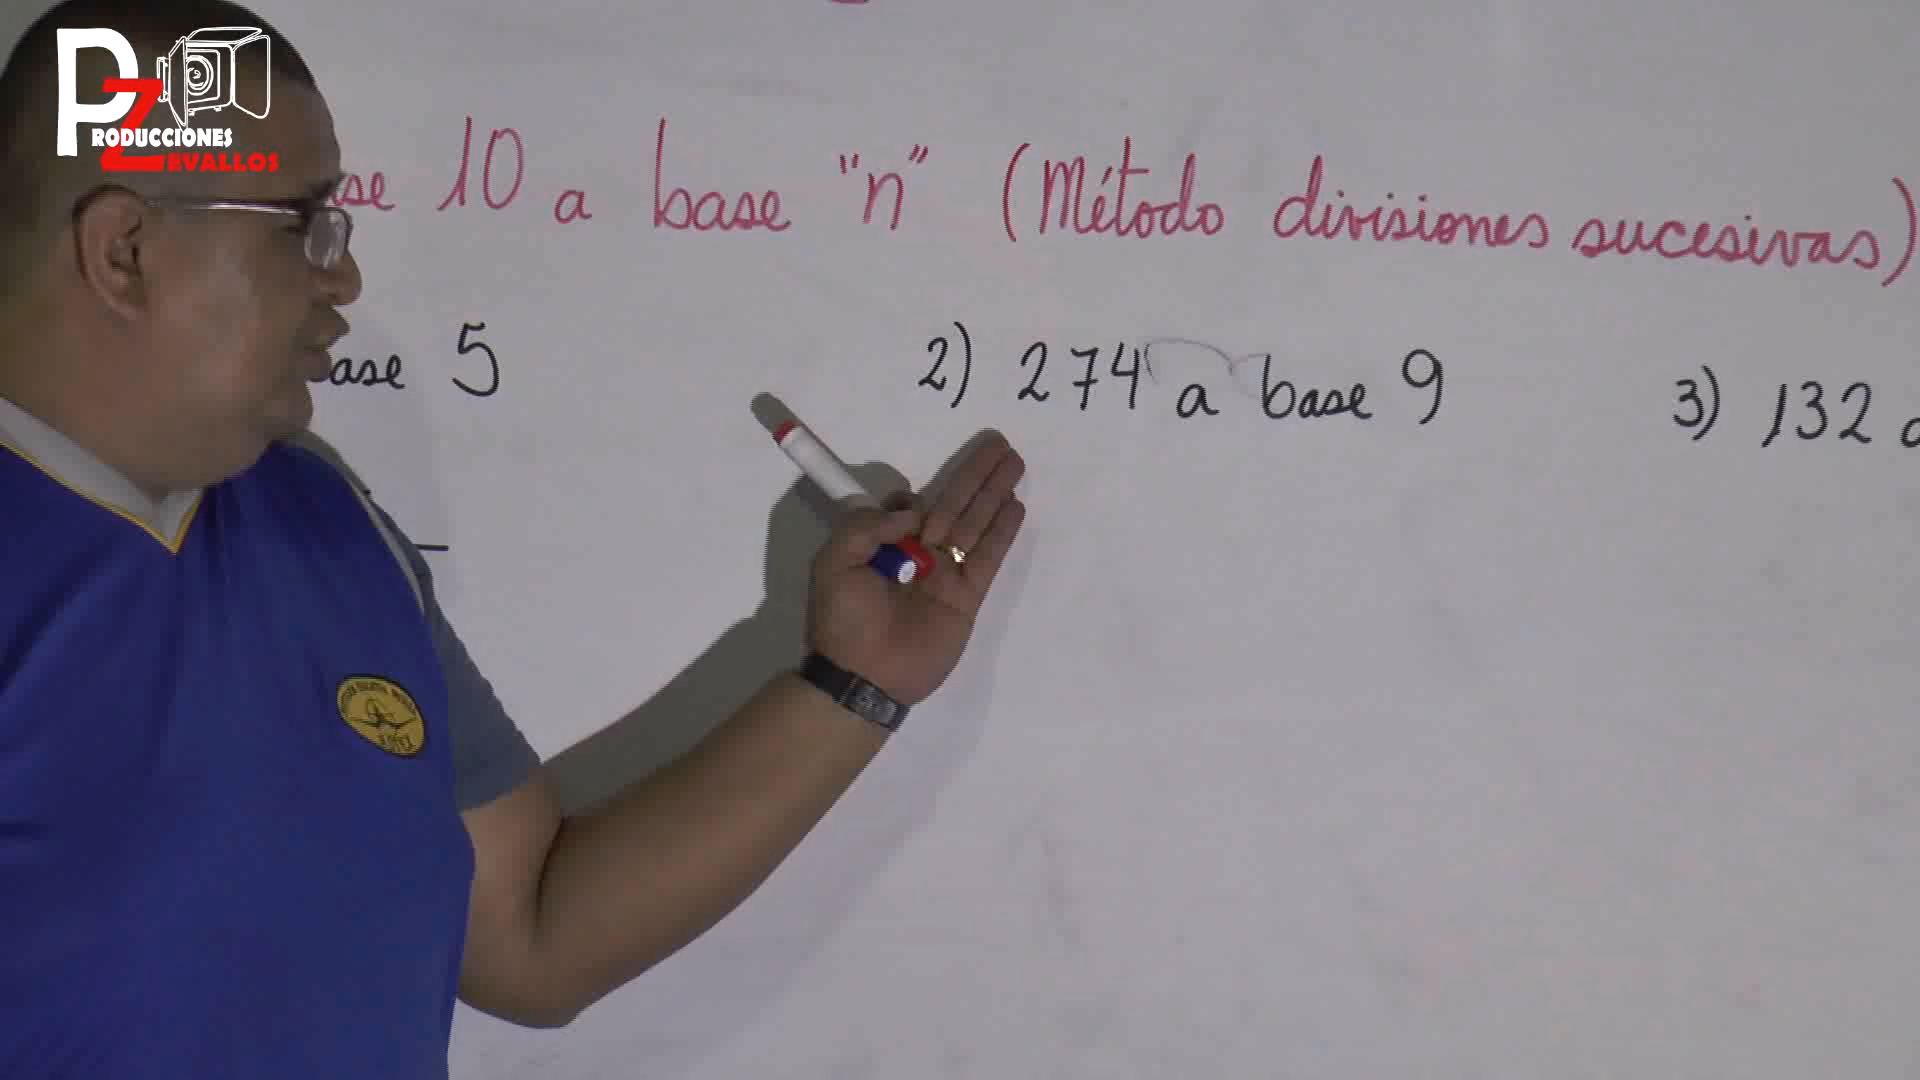 PRODUCCIONES
ZEVALLOS
se 10 a base "n" (Método divisiones sucesivas)
ase 5
2) 274 a base 9
3) 132 a